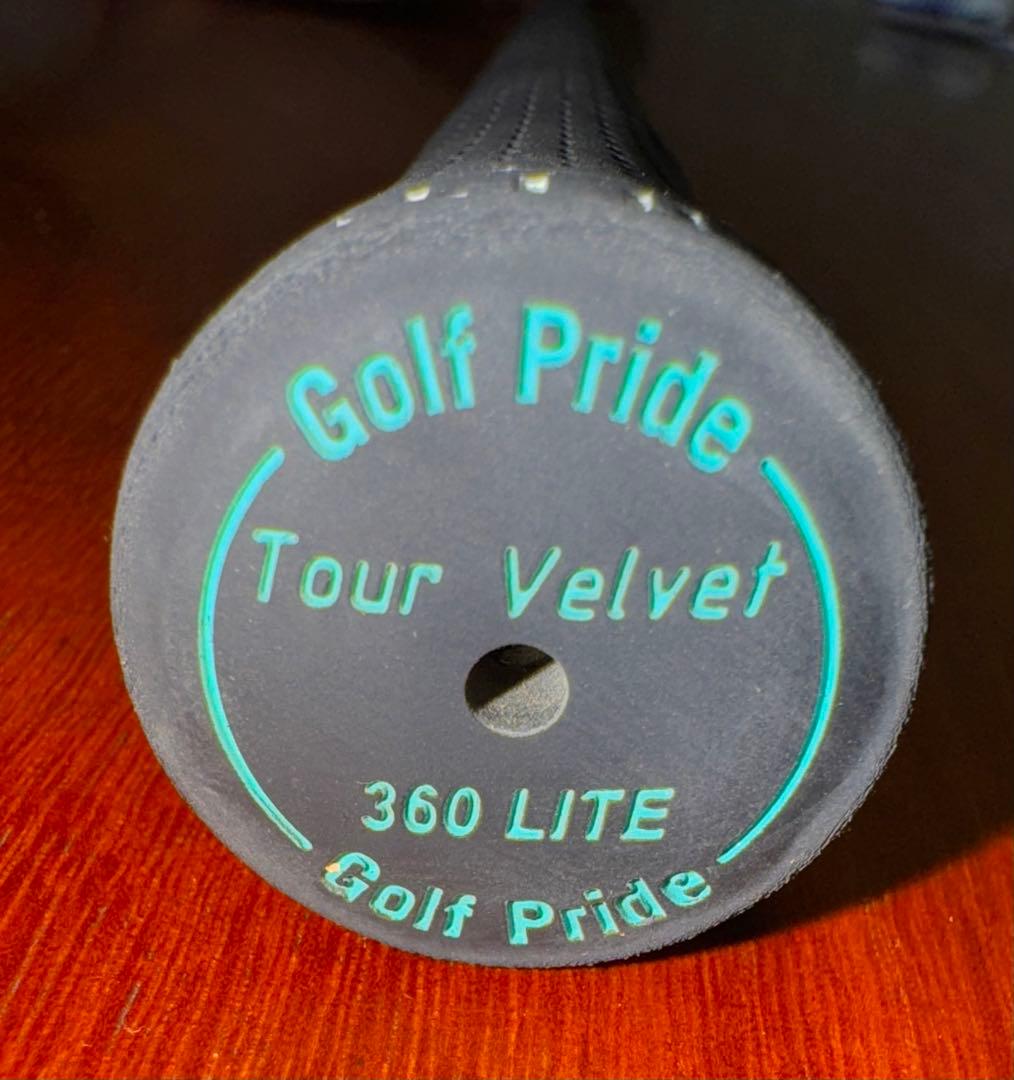 Golf Pride
Tour Velvet
360 LITE
Golf Pride